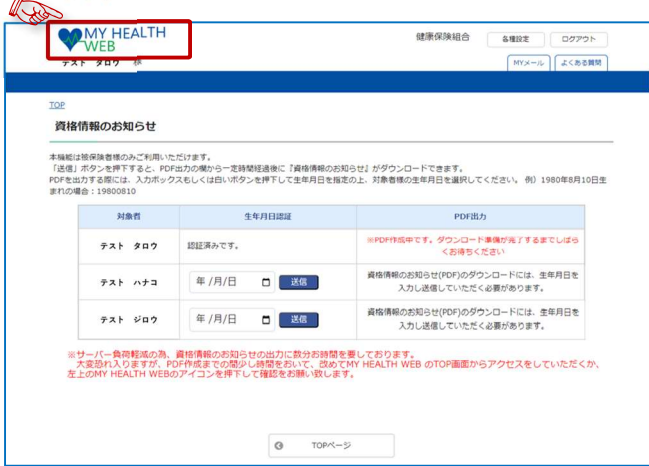 MY HEALTH
WEB
健康保険組合
各種設定
ログアウト
テスト タロウ 様
MYメール
よくある質問
TOP
資格情報のお知らせ
本機能は被保険者様のみご利用いただけます。
「送信」ボタンを押下すると、PDF出力の欄から一定時間経過後に『資格情報のお知らせ』がダウンロードできます。
PDFを出力する際には、入力ボックスもしくは白いボタンを押下して生年月日を指定の上、対象者様の生年月日を選択してください。 例）1980年8月10日生
まれの場合：19800810
対象者
生年月日認証
PDF出力
テスト タロウ
認証済みです。
※PDF作成中です。ダウンロード準備が完了するまでしばら
くお待ちください
テスト ハナコ
年 /月/日
送信
資格情報のお知らせ(PDF)のダウンロードには、生年月日を
入力し送信していただく必要があります。
テスト ジロウ
年 /月/日
送信
資格情報のお知らせ(PDF)のダウンロードには、生年月日を
入力し送信していただく必要があります。
※サーバー負荷軽減の為、資格情報のお知らせの出力に数分お時間を要しております。
大変恐れ入りますが、PDF作成までの間少し時間をおいて、改めてMY HEALTH WEB のTOP画面からアクセスをしていただくか、
左上のMY HEALTH WEBのアイコンを押下して確認をお願い致します。
TOPページ